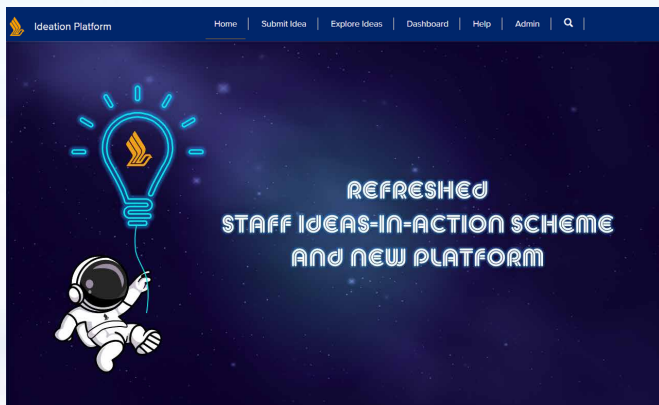 Ideation Platform
Home
Submit Idea
Explore Ideas
Dashboard
Help
Admin
REFRESHEd
STAFF IdEAS-IN-ACTION SCHEME
ANd NEW PLATFORM